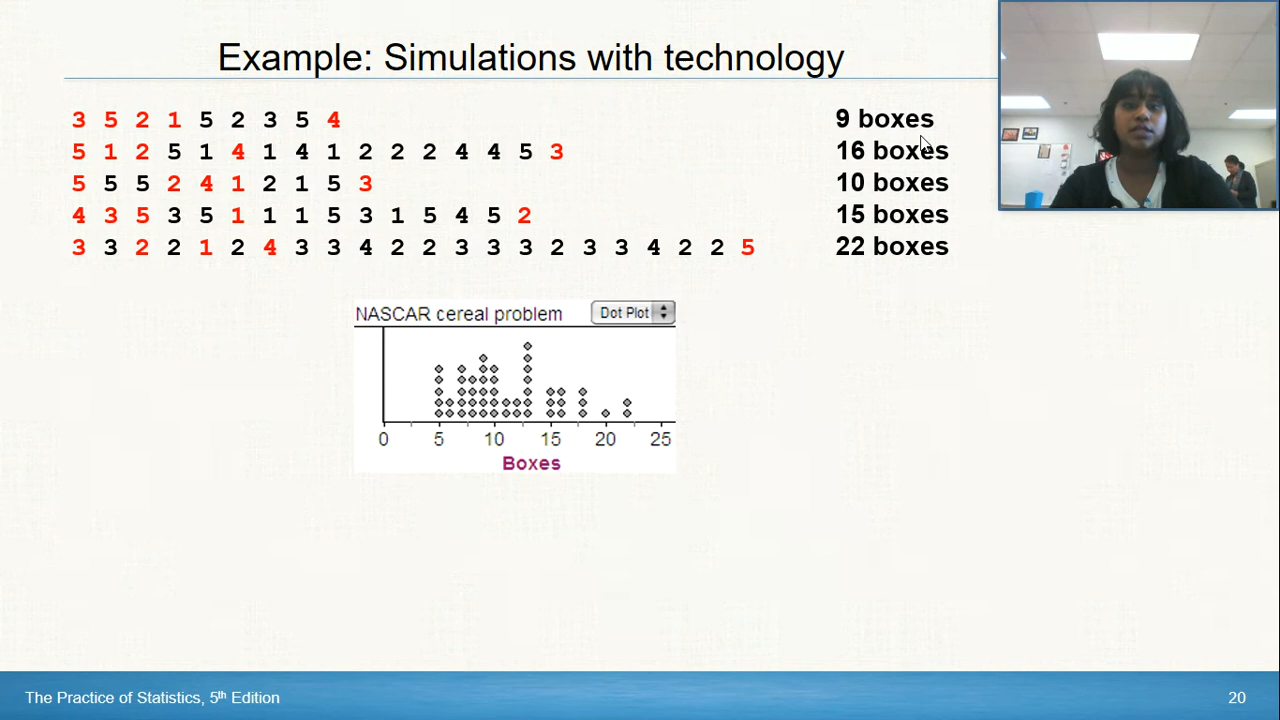 Example: Simulations with technology
3 5 2 1 5 2 3 5 4 9 boxes
5 1 2 5 1 4 1 4 1 2 2 2 4 4 5 3 16 boxes
5 5 5 2 4 1 2 1 5 3 10 boxes
4 3 5 3 5 1 1 1 5 3 1 5 4 5 2 15 boxes
3 3 2 2 1 2 4 3 3 4 2 2 3 3 3 2 3 3 4 2 2 5 22 boxes
NASCAR cereal problem Dot Plot
0 5 10 15 20 25
Boxes
The Practice of Statistics, 5th Edition 20